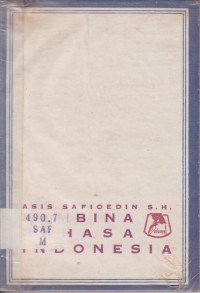 ASIS SAFIOEDIN S.H.
490.7
SAF
M
BINA
HASA
INDONESIA